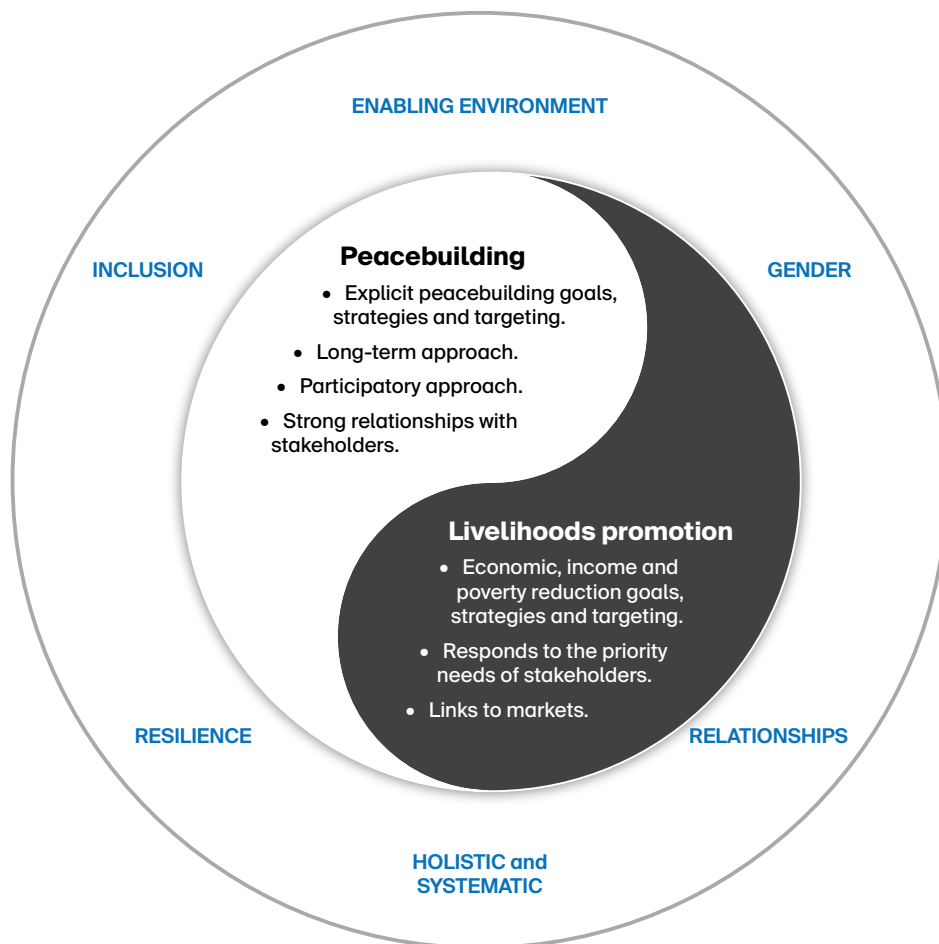 ENABLING ENVIRONMENT
INCLUSION
GENDER
Peacebuilding
• Explicit peacebuilding goals,
strategies and targeting.
• Long-term approach.
• Participatory approach.
• Strong relationships with
stakeholders.
Livelihoods promotion
• Economic, income and
poverty reduction goals,
strategies and targeting.
• Responds to the priority
needs of stakeholders.
• Links to markets.
RESILIENCE
RELATIONSHIPS
HOLISTIC and
SYSTEMATIC